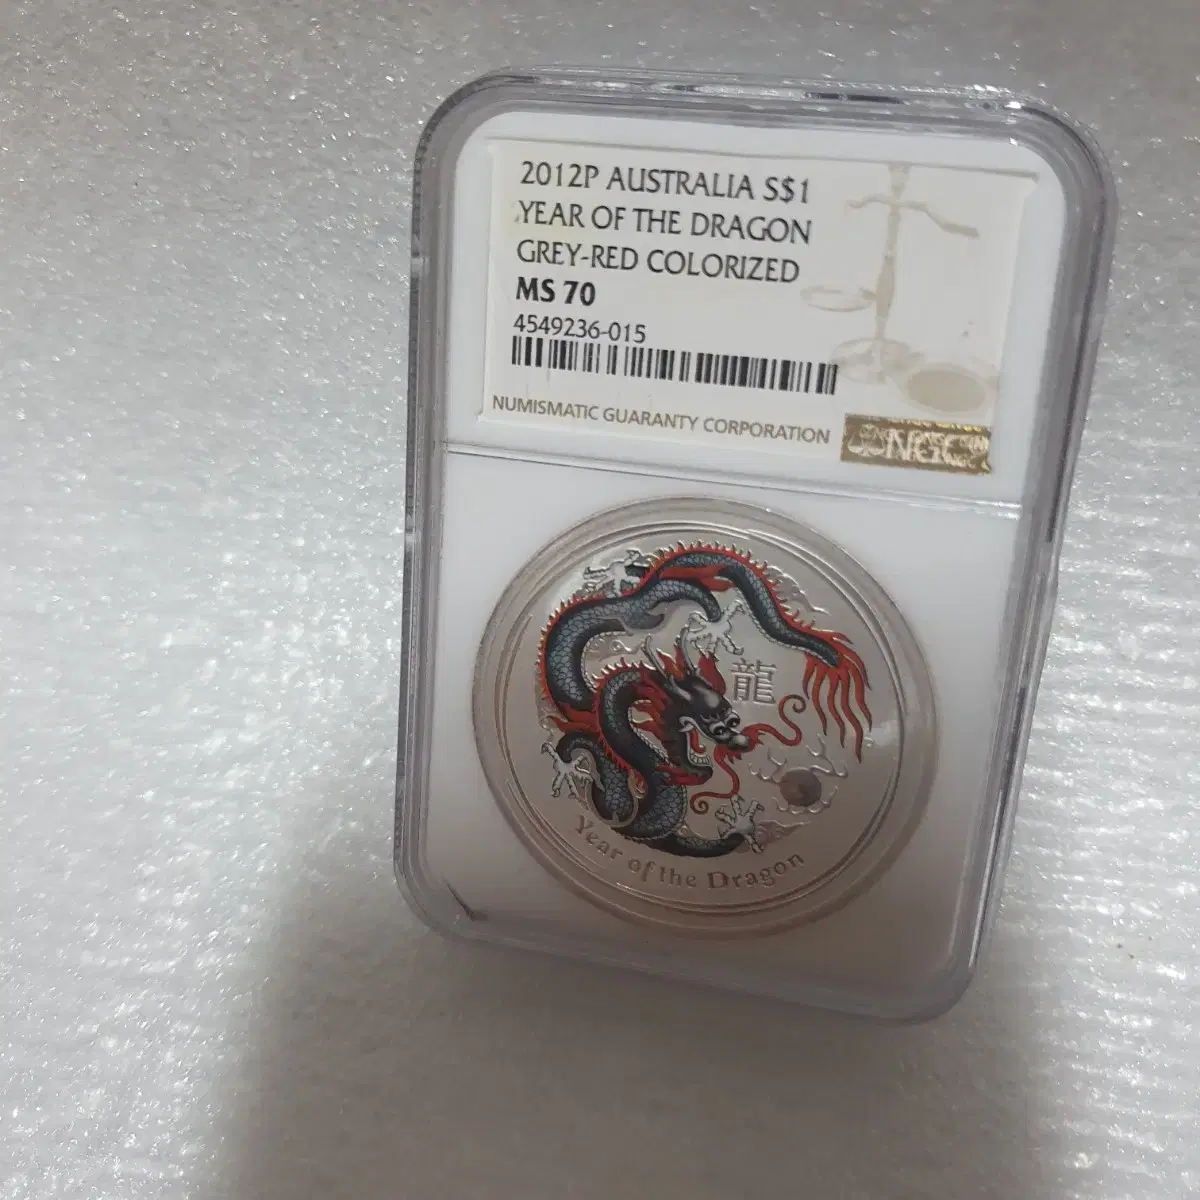 2012P AUSTRALIA S$1
YEAR OF THE DRAGON
GREY-RED COLORIZED
MS 70
4549236-015
NUMISMATIC GUARANTY CORPORATION
NGC
龍
Year of the Dragon